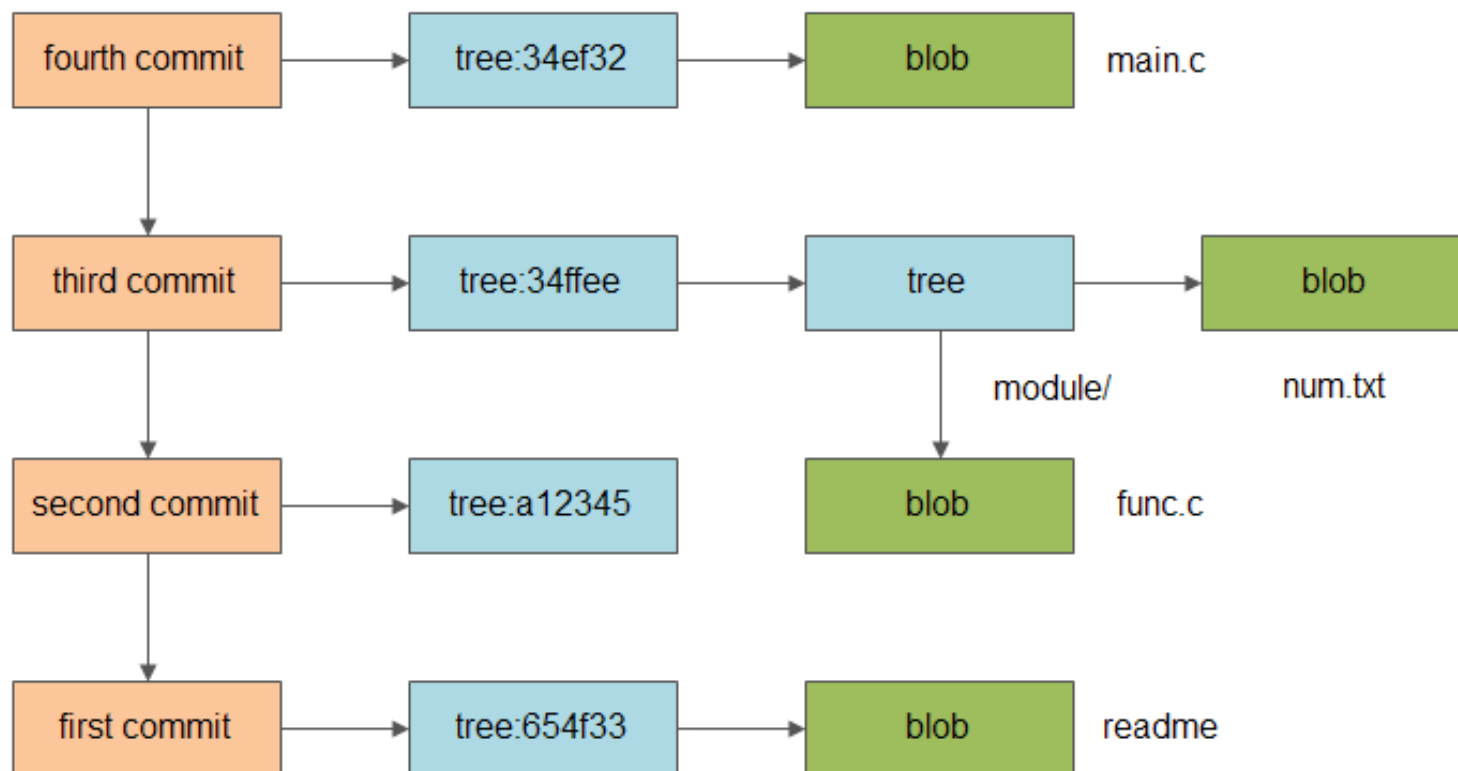 fourth commit
tree:34ef32
blob
main.c
third commit
tree:34ffee
tree
blob
module/
num.txt
second commit
tree:a12345
blob
func.c
first commit
tree:654f33
blob
readme